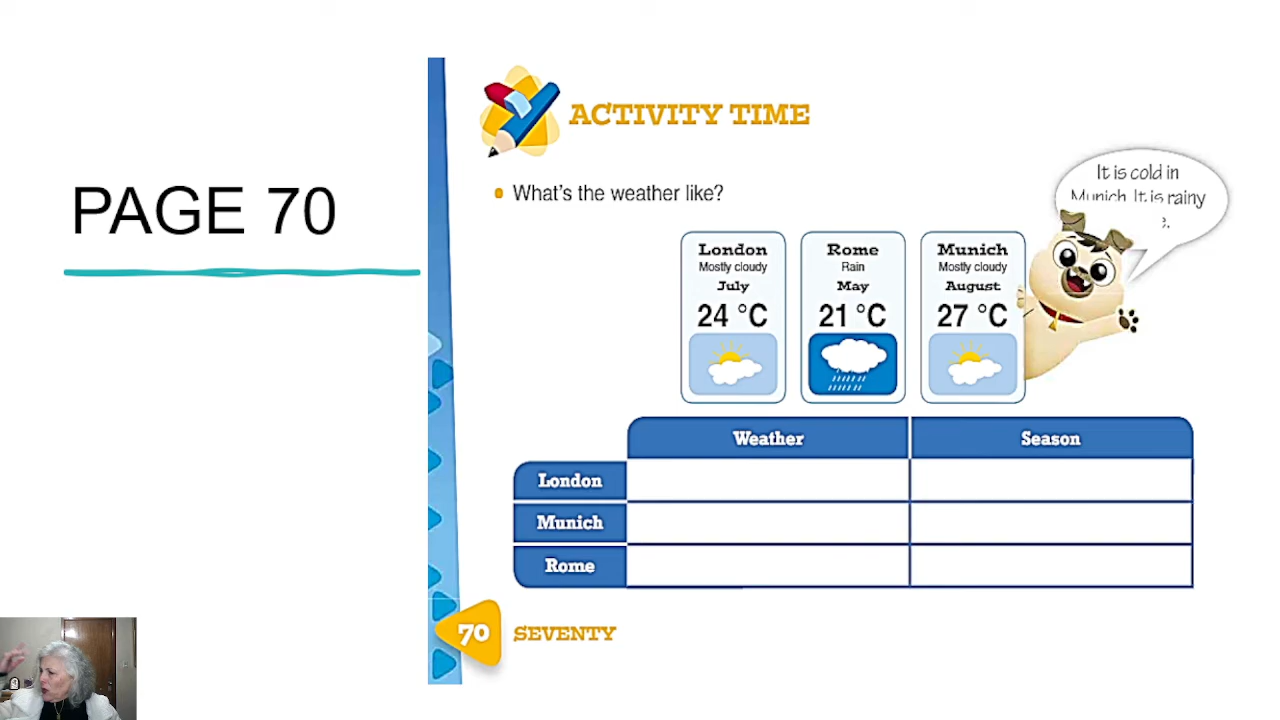 PAGE 70
ACTIVITY TIME
• What's the weather like?
It is cold in
Munich. It is rainy
London
Mostly cloudy
July
24 °C
Rome
Rain
May
21 °C
Munich
Mostly cloudy
August
27 °C
Weather Season
London
Munich
Rome
70 SEVENTY